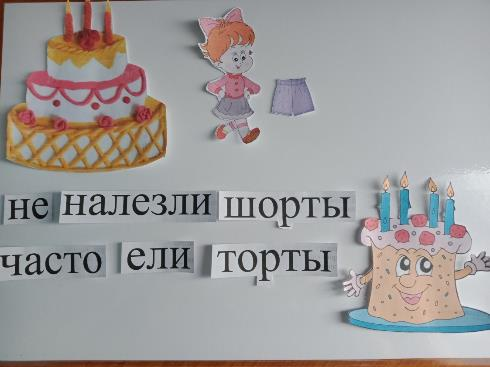 не налезли шорты
часто ели торты